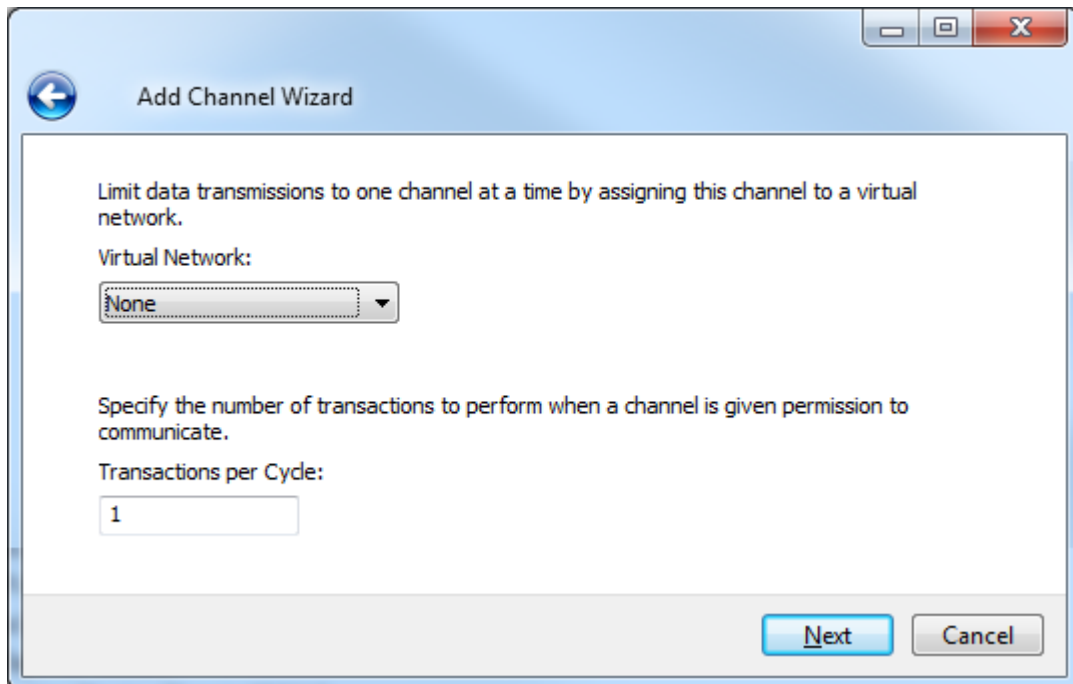 Add Channel Wizard
Limit data transmissions to one channel at a time by assigning this channel to a virtual
network.
Virtual Network:
None
Specify the number of transactions to perform when a channel is given permission to
communicate.
Transactions per Cycle:
1
Next
Cancel